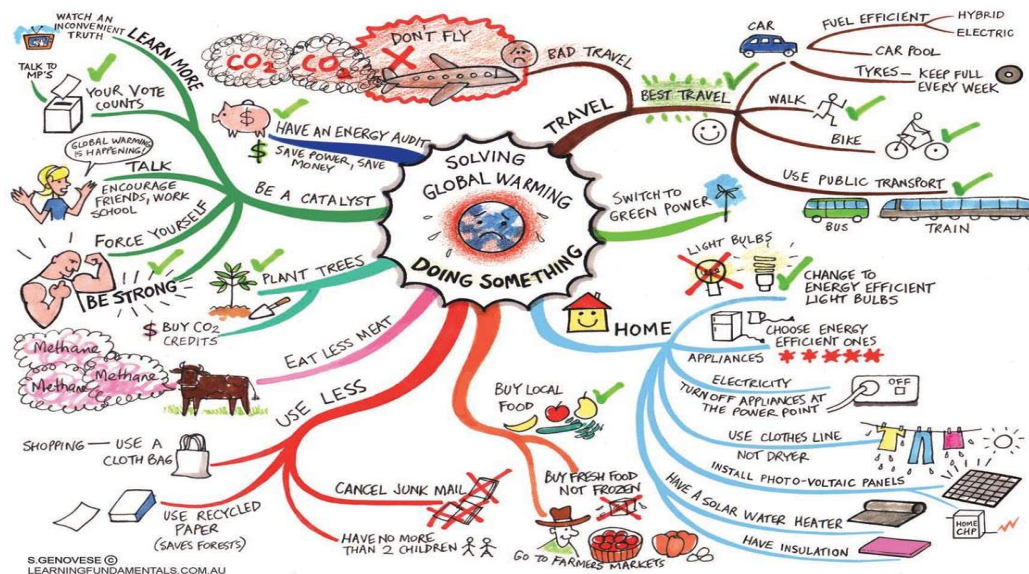 SOLVING
GLOBAL WARMING
DOING SOMETHING
TRAVEL
BAD TRAVEL
DON'T FLY
CO2
CO2
BEST TRAVEL
CAR
FUEL EFFICIENT
HYBRID
ELECTRIC
CAR POOL
TYRES — KEEP FULL
EVERY WEEK
WALK
BIKE
USE PUBLIC TRANSPORT
BUS
TRAIN
SWITCH TO
GREEN POWER
HOME
LIGHT BULBS
CHANGE TO
ENERGY EFFICIENT
LIGHT BULBS
APPLIANCES
CHOOSE ENERGY
EFFICIENT ONES
ELECTRICITY
TURN OFF APPLIANCES AT
THE POWER POINT
OFF
USE CLOTHES LINE
NOT DRYER
INSTALL PHOTO-VOLTAIC PANELS
HOME
CHP
HAVE A SOLAR WATER HEATER
HAVE INSULATION
BUY LOCAL
FOOD
BUY FRESH FOOD
NOT FROZEN
GO TO FARMERS MARKETS
USE LESS
SHOPPING — USE A
CLOTH BAG
USE RECYCLED
PAPER
(SAVES FORESTS)
CANCEL JUNK MAIL
HAVE NO MORE
THAN 2 CHILDREN
EAT LESS MEAT
Methane
Methane
Methane
PLANT TREES
$ BUY CO2
CREDITS
BE A CATALYST
LEARN MORE
WATCH AN
INCONVENIENT
TRUTH
YOUR VOTE
COUNTS
TALK TO
MP'S
TALK
ENCOURAGE
FRIENDS, WORK
SCHOOL
GLOBAL WARMING
IS HAPPENING!
FORCE YOURSELF
BE STRONG
HAVE AN ENERGY AUDIT
$ SAVE POWER, SAVE
MONEY
S.GENOVESE ©
LEARNINGFUNDAMENTALS.COM.AU